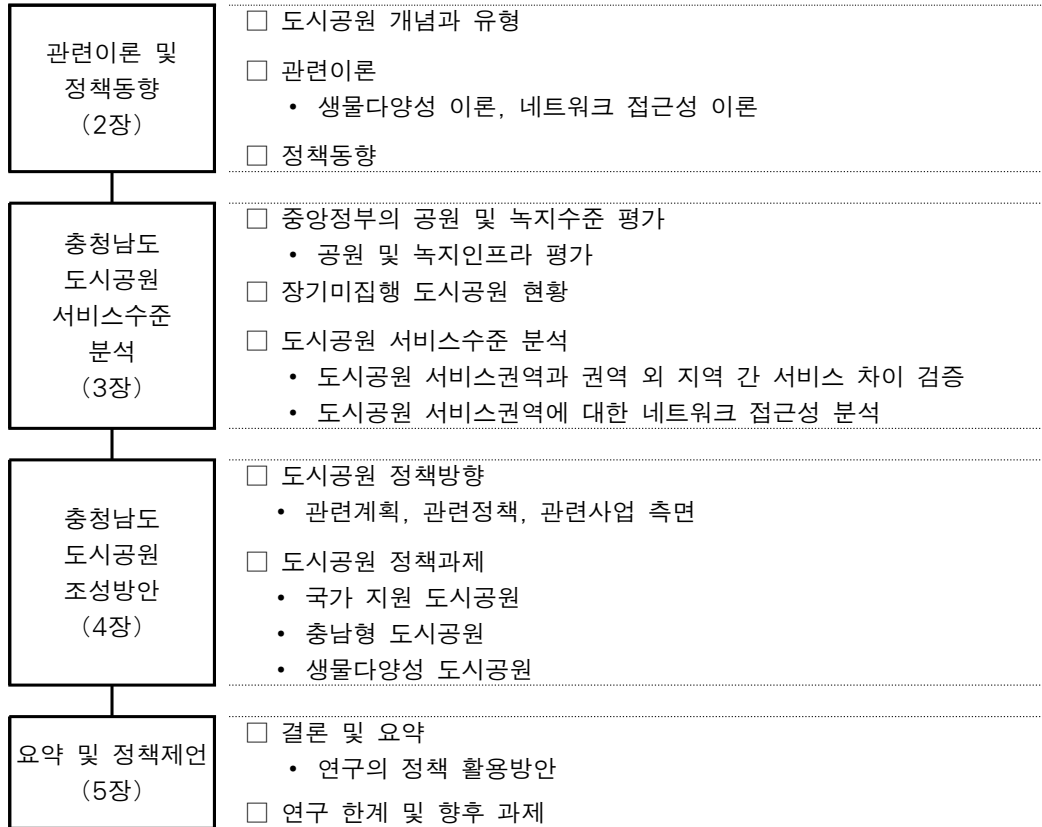 관련이론 및
정책동향
(2장)
□ 도시공원 개념과 유형
□ 관련이론
• 생물다양성 이론, 네트워크 접근성 이론
□ 정책동향
충청남도
도시공원
서비스수준
분석
(3장)
□ 중앙정부의 공원 및 녹지수준 평가
• 공원 및 녹지인프라 평가
□ 장기미집행 도시공원 현황
□ 도시공원 서비스수준 분석
• 도시공원 서비스권역과 권역 외 지역 간 서비스 차이 검증
• 도시공원 서비스권역에 대한 네트워크 접근성 분석
충청남도
도시공원
조성방안
(4장)
□ 도시공원 정책방향
• 관련계획, 관련정책, 관련사업 측면
□ 도시공원 정책과제
• 국가 지원 도시공원
• 충남형 도시공원
• 생물다양성 도시공원
요약 및 정책제언
(5장)
□ 결론 및 요약
• 연구의 정책 활용방안
□ 연구 한계 및 향후 과제